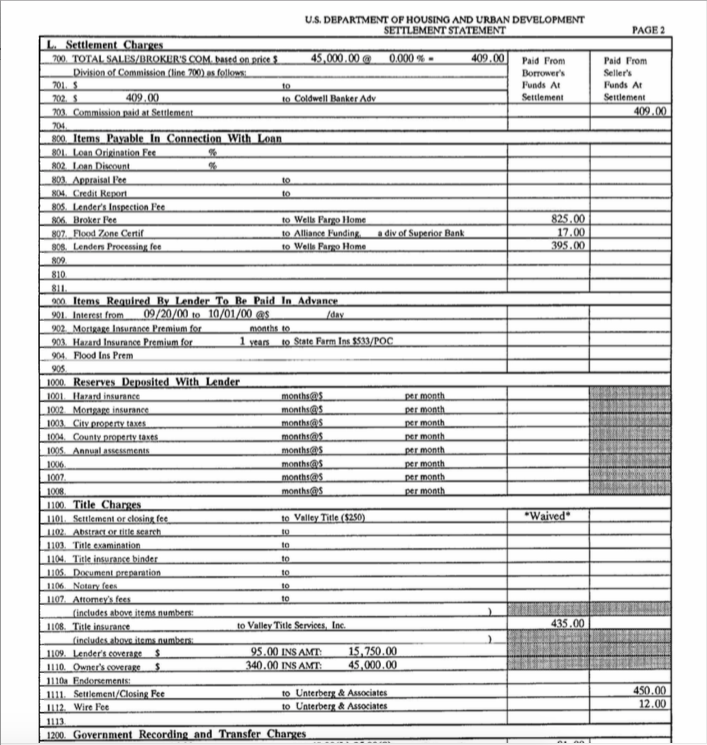 U.S. DEPARTMENT OF HOUSING AND URBAN DEVELOPMENT
SETTLEMENT STATEMENT PAGE 2
L. Settlement Charges
700. TOTAL SALES/BROKER'S COM. based on price $ 45,000.00 @ 0.000 % = 409.00 Paid From Paid From
Division of Commission (line 700) as follows: Borrower's Seller's
701. $ to Funds At Funds At
702. $ 409.00 to Coldwell Banker Adv Settlement Settlement
703. Commission paid at Settlement 409.00
704.
800. Items Payable In Connection With Loan
801. Loan Origination Fee %
802. Loan Discount %
803. Appraisal Fee to
804. Credit Report to
805. Lender's Inspection Fee
806. Broker Fee to Wells Fargo Home 825.00
807. Flood Zone Certif to Alliance Funding, a div of Superior Bank 17.00
808. Lenders Processing fee to Wells Fargo Home 395.00
809.
810.
811.
900. Items Required By Lender To Be Paid In Advance
901. Interest from 09/20/00 to 10/01/00 @$ /day
902. Mortgage Insurance Premium for months to
903. Hazard Insurance Premium for 1 years to State Farm Ins $533/POC
904. Flood Ins Prem
905.
1000. Reserves Deposited With Lender
1001. Hazard insurance months@$ per month
1002. Mortgage insurance months@$ per month
1003. City property taxes months@$ per month
1004. County property taxes months@$ per month
1005. Annual assessments months@$ per month
1006. months@$ per month
1007. months@$ per month
1008. months@$ per month
1100. Title Charges
1101. Settlement or closing fee to Valley Title ($250) *Waived*
1102. Abstract or title search to
1103. Title examination to
1104. Title insurance binder to
1105. Document preparation to
1106. Notary fees to
1107. Attorney's fees to
(includes above items numbers: )
1108. Title insurance to Valley Title Services, Inc. 435.00
(includes above items numbers: )
1109. Lender's coverage $ 95.00 INS AMT: 15,750.00
1110. Owner's coverage $ 340.00 INS AMT: 45,000.00
1110a Endorsements:
1111. Settlement/Closing Fee to Unterberg & Associates 450.00
1112. Wire Fee to Unterberg & Associates 12.00
1113.
1200. Government Recording and Transfer Charges